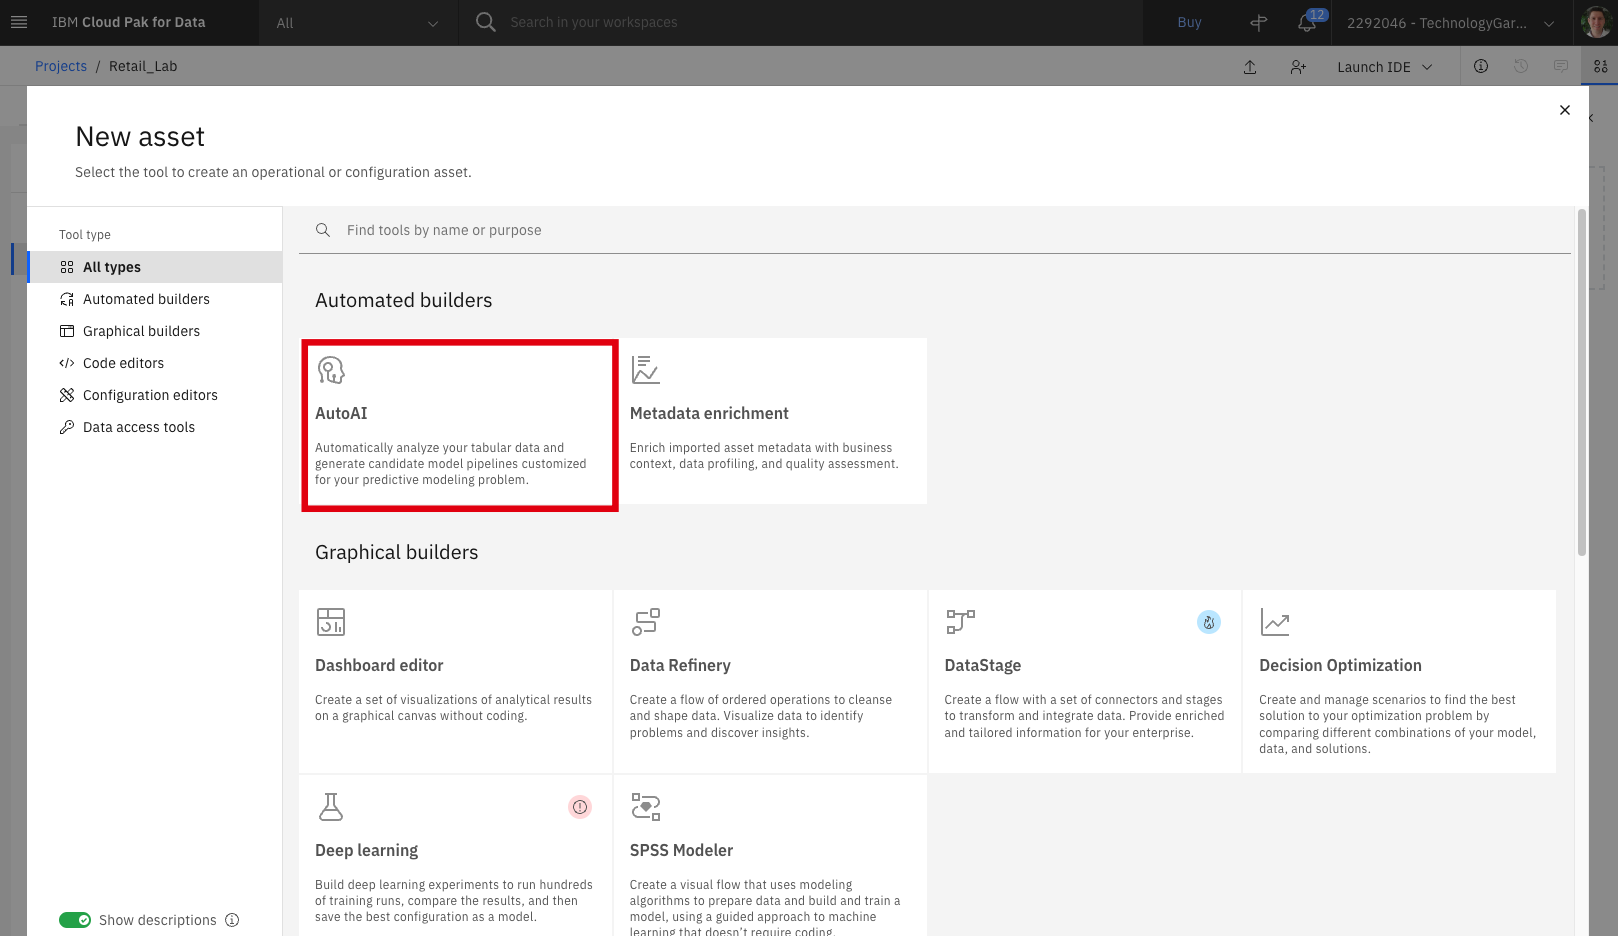 IBM Cloud Pak for Data
All
Search in your workspaces
Buy
12
2292046 - TechnologyGar...
Projects / Retail_Lab
Launch IDE
New asset
Select the tool to create an operational or configuration asset.
Tool type
All types
Automated builders
Graphical builders
Code editors
Configuration editors
Data access tools
Show descriptions
Find tools by name or purpose
Automated builders
AutoAI
Automatically analyze your tabular data and
generate candidate model pipelines customized
for your predictive modeling problem.
Metadata enrichment
Enrich imported asset metadata with business
context, data profiling, and quality assessment.
Graphical builders
Dashboard editor
Create a set of visualizations of analytical results
on a graphical canvas without coding.
Data Refinery
Create a flow of ordered operations to cleanse
and shape data. Visualize data to identify
problems and discover insights.
DataStage
Create a flow with a set of connectors and stages
to transform and integrate data. Provide enriched
and tailored information for your enterprise.
Decision Optimization
Create and manage scenarios to find the best
solution to your optimization problem by
comparing different combinations of your model,
data, and solutions.
Deep learning
Build deep learning experiments to run hundreds
of training runs, compare the results, and then
save the best configuration as a model.
SPSS Modeler
Create a visual flow that uses modeling
algorithms to prepare data and build and train a
model, using a guided approach to machine
learning that doesn't require coding.